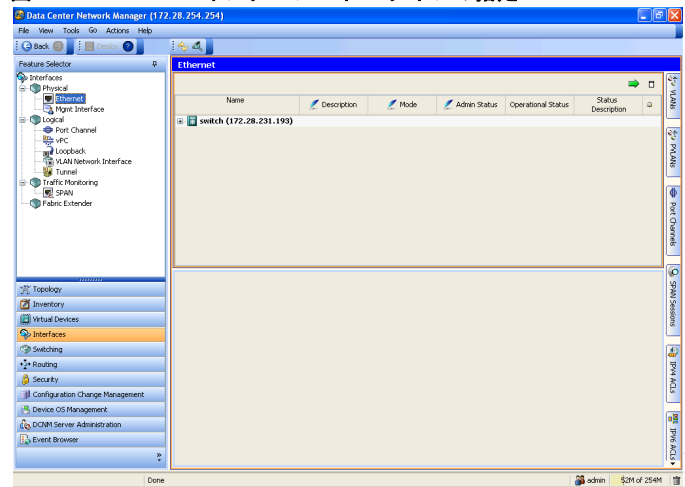 Data Center Network Manager (172.28.254.254)
File View Tools Go Actions Help
Back Deploy
Feature Selector
Interfaces
Physical
Ethernet
Mgmt Interface
Logical
Port Channel
vPC
Loopback
VLAN Network Interface
Tunnel
Traffic Monitoring
SPAN
Fabric Extender
Topology
Inventory
Virtual Devices
Interfaces
Switching
Routing
Security
Configuration Change Management
Device OS Management
DCNM Server Administration
Event Browser
Ethernet
Name Description Mode Admin Status Operational Status Status Description
switch (172.28.231.193)
VLANs
PVLANs
Port Channels
SPAN Sessions
IPV4 ACLs
IPV6 ACLs
Done
admin 52M of 254M